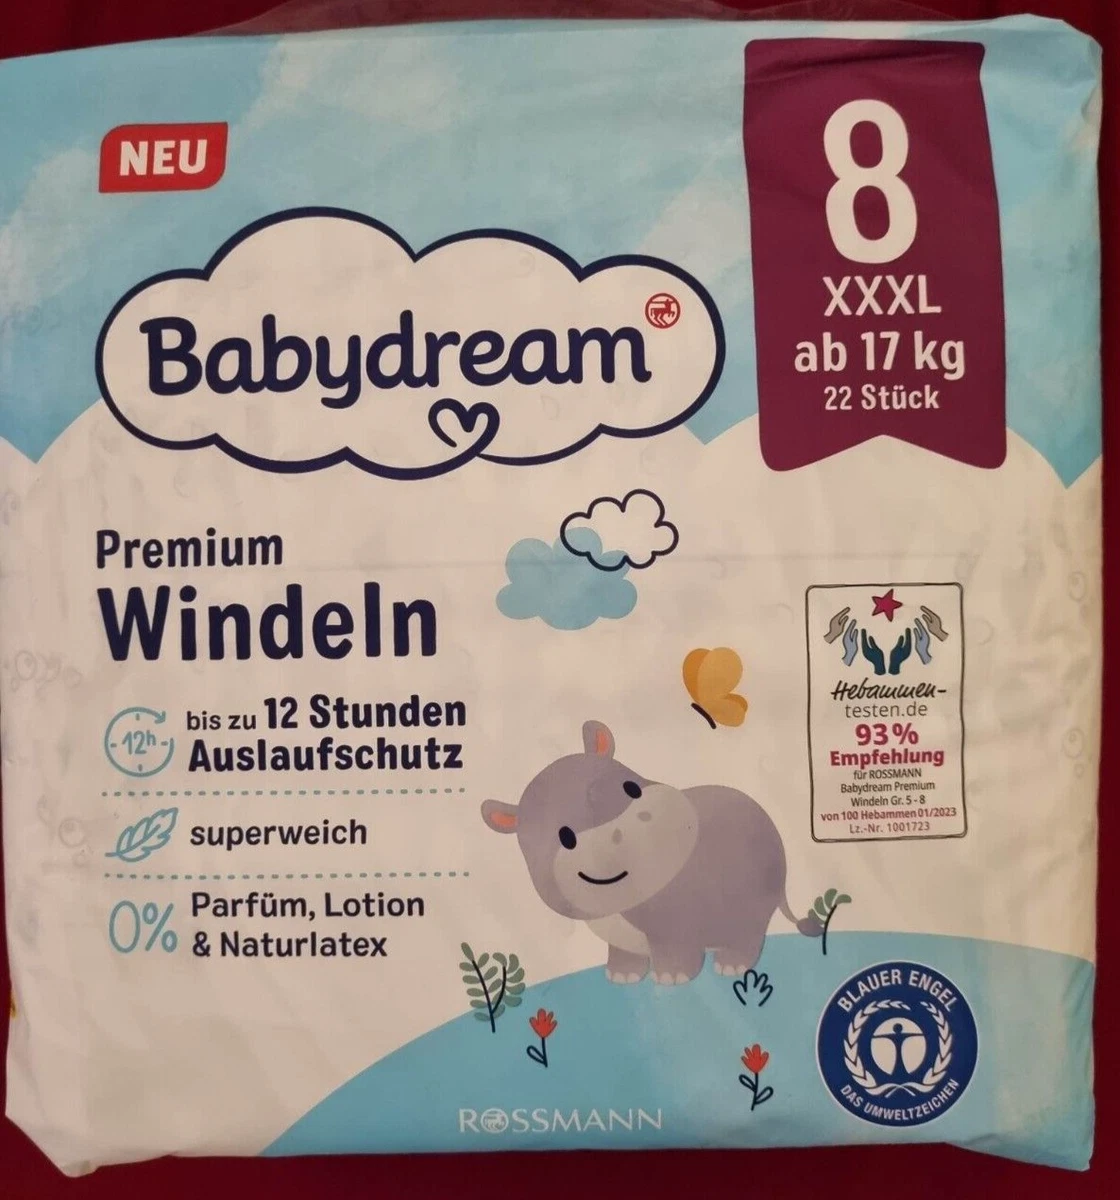 NEU
Babydream
8
XXXL
ab 17 kg
22 Stück
Premium
Windeln
12h
bis zu 12 Stunden
Auslaufschutz
superweich
0%
Parfüm, Lotion
& Naturlatex
Hebammen-
testen.de
93%
Empfehlung
für ROSSMANN
Babydream Premium
Windeln Gr. 5 - 8
von 100 Hebammen 01/2023
Lz.-Nr. 1001723
BLAUER ENGEL
DAS UMWELTZEICHEN
ROSSMANN